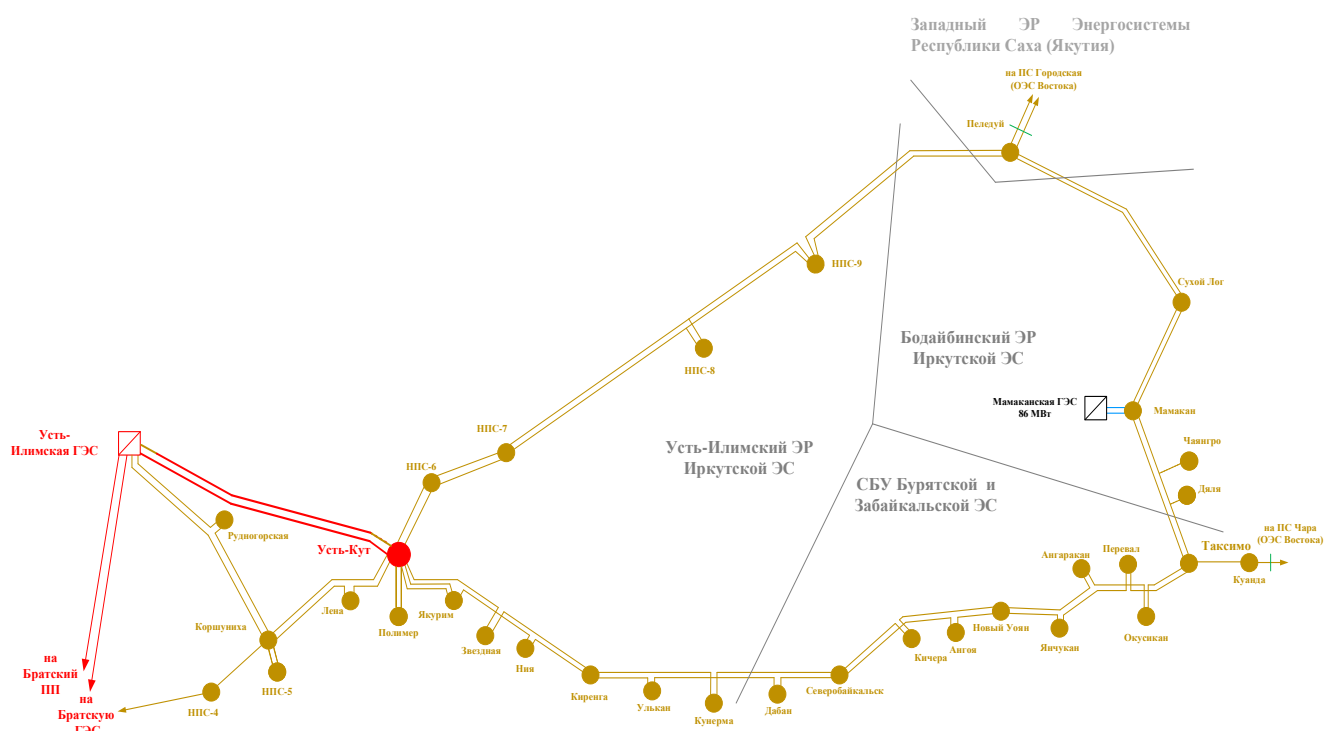 Западный ЭР Энергосистемы
Республики Саха (Якутия)
на ПС Городская
(ОЭС Востока)
Пеледуй
НПС-9
Сухой Лог
Бодайбинский ЭР
Иркутской ЭС
НПС-8
Мамаканская ГЭС
86 МВт
Мамакан
Усть-
Илимская ГЭС
НПС-7
Чаянгро
Усть-Илимский ЭР
Иркутской ЭС
НПС-6
СБУ Бурятской и
Забайкальской ЭС
Дяля
на ПС Чара
(ОЭС Востока)
Рудногорская
Усть-Кут
Таксимо
Перевал
Ангаракан
Куанда
Лена
Якурим
Полимер
Коршуниха
Звездная
Ния
Новый Уоян
Окусикан
Янчукан
Ангоя
Кичера
на
Братский
ПП
НПС-5
Киренга
Северобайкальск
на
Братскую
ГЭС
НПС-4
Улькан
Кунерма
Дабан